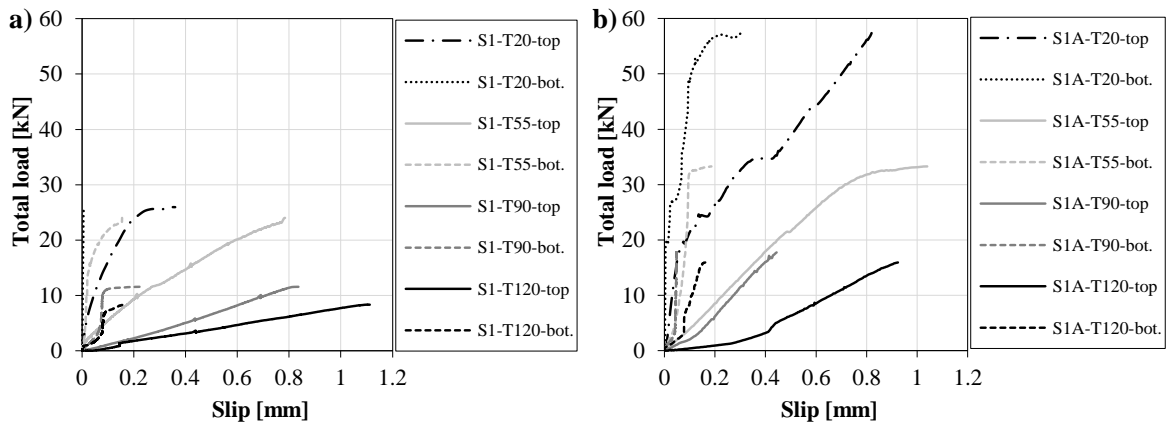 a)
Total load [kN]
60
50
40
30
20
10
0
0 0.2 0.4 0.6 0.8 1 1.2
Slip [mm]
S1-T20-top
S1-T20-bot.
S1-T55-top
S1-T55-bot.
S1-T90-top
S1-T90-bot.
S1-T120-top
S1-T120-bot.
b)
Total load [kN]
60
50
40
30
20
10
0
0 0.2 0.4 0.6 0.8 1 1.2
Slip [mm]
S1A-T20-top
S1A-T20-bot.
S1A-T55-top
S1A-T55-bot.
S1A-T90-top
S1A-T90-bot.
S1A-T120-top
S1A-T120-bot.